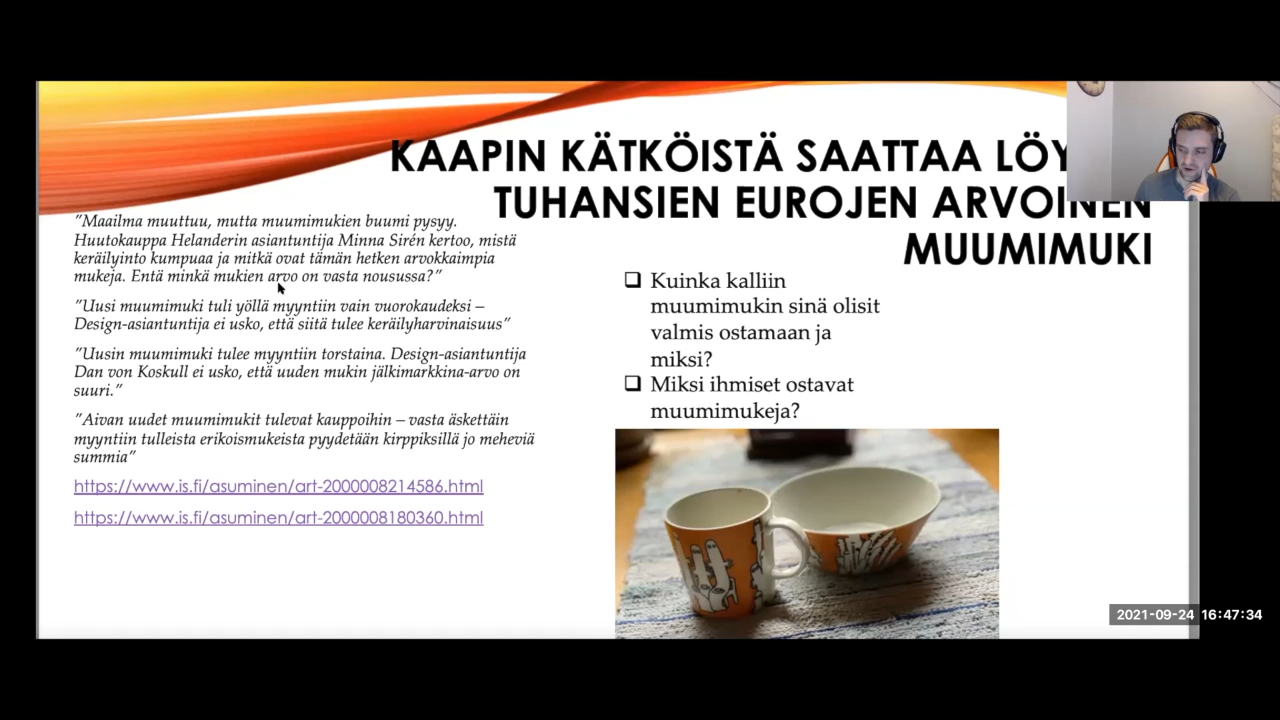 KAAPIN KÄTKÖISTÄ SAATTAA
TUHANSIEN EUROJEN ARVOINEN
MUUMIMUKI
"Maailma muuttuu, mutta muumimukien buumi pysyy.
Huutokauppa Helanderin asiantuntija Minna Sirén kertoo, mistä
keräilyinto kumpuaa ja mitkä ovat tämän hetken arvokkaimpia
mukeja. Entä minkä mukien arvo on vasta nousussa?"
"Uusi muumimuki tuli yöllä myyntiin vain vuorokaudeksi –
Design-asiantuntija ei usko, että siitä tulee keräilyharvinaisuus"
"Uusin muumimuki tulee myyntiin torstaina. Design-asiantuntija
Dan von Koskull ei usko, että uuden mukin jälkimarkkina-arvo on
suuri."
"Aivan uudet muumimukit tulevat kauppoihin – vasta äskettäin
myyntiin tulleista erikoismukeista pyydetään kirppiksillä jo meheviä
summia"
https://www.is.fi/asuminen/art-2000008214586.html
https://www.is.fi/asuminen/art-2000008180360.html
Kuinka kalliin
muumimukin sinä olisit
valmis ostamaan ja
miksi?
Miksi ihmiset ostavat
muumimukeja?
2021-09-24 16:47:34